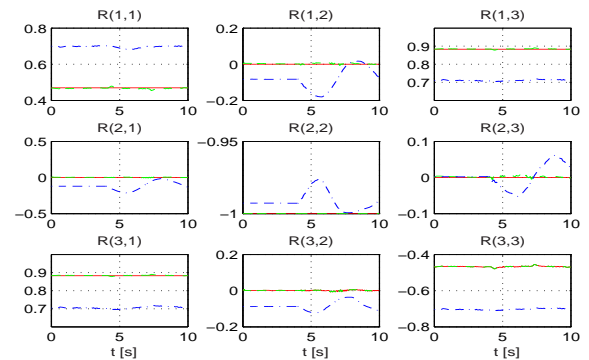 R(1,1) R(1,2) R(1,3)
0.8 0.2 0.9
0.6 0 0.8
0.7
0.4 −0.2
0 5 10 0 5 10 0 5 10
R(2,1) R(2,2) R(2,3)
0.5 −0.95 0.1
0 0
−0.5 −1 −0.1
0 5 10 0 5 10 0 5 10
R(3,1) R(3,2) R(3,3)
0.2 −0.4
0.9
0.8 0 −0.6
0.7
−0.2 −0.8
0 5 10 0 5 10 0 5 10
t [s] t [s] t [s]